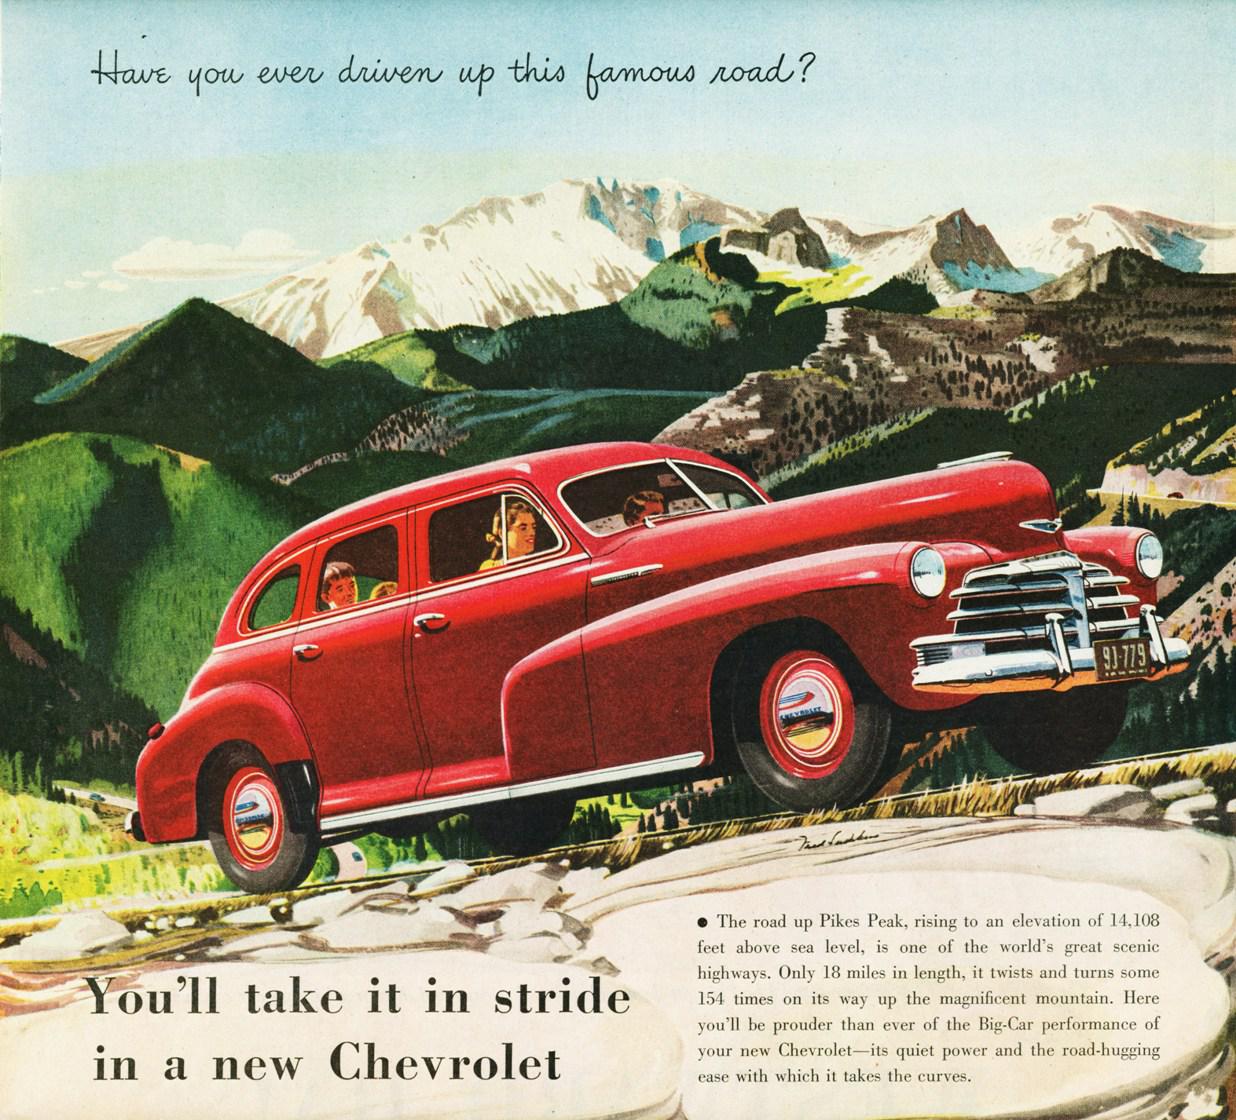 Have you ever driven up this famous road?
CHEVROLET
9J-779
● The road up Pikes Peak, rising to an elevation of 14,108
feet above sea level, is one of the world's great scenic
highways. Only 18 miles in length, it twists and turns some
154 times on its way up the magnificent mountain. Here
you'll be prouder than ever of the Big-Car performance of
your new Chevrolet—its quiet power and the road-hugging
ease with which it takes the curves.
You'll take it in stride
in a new Chevrolet